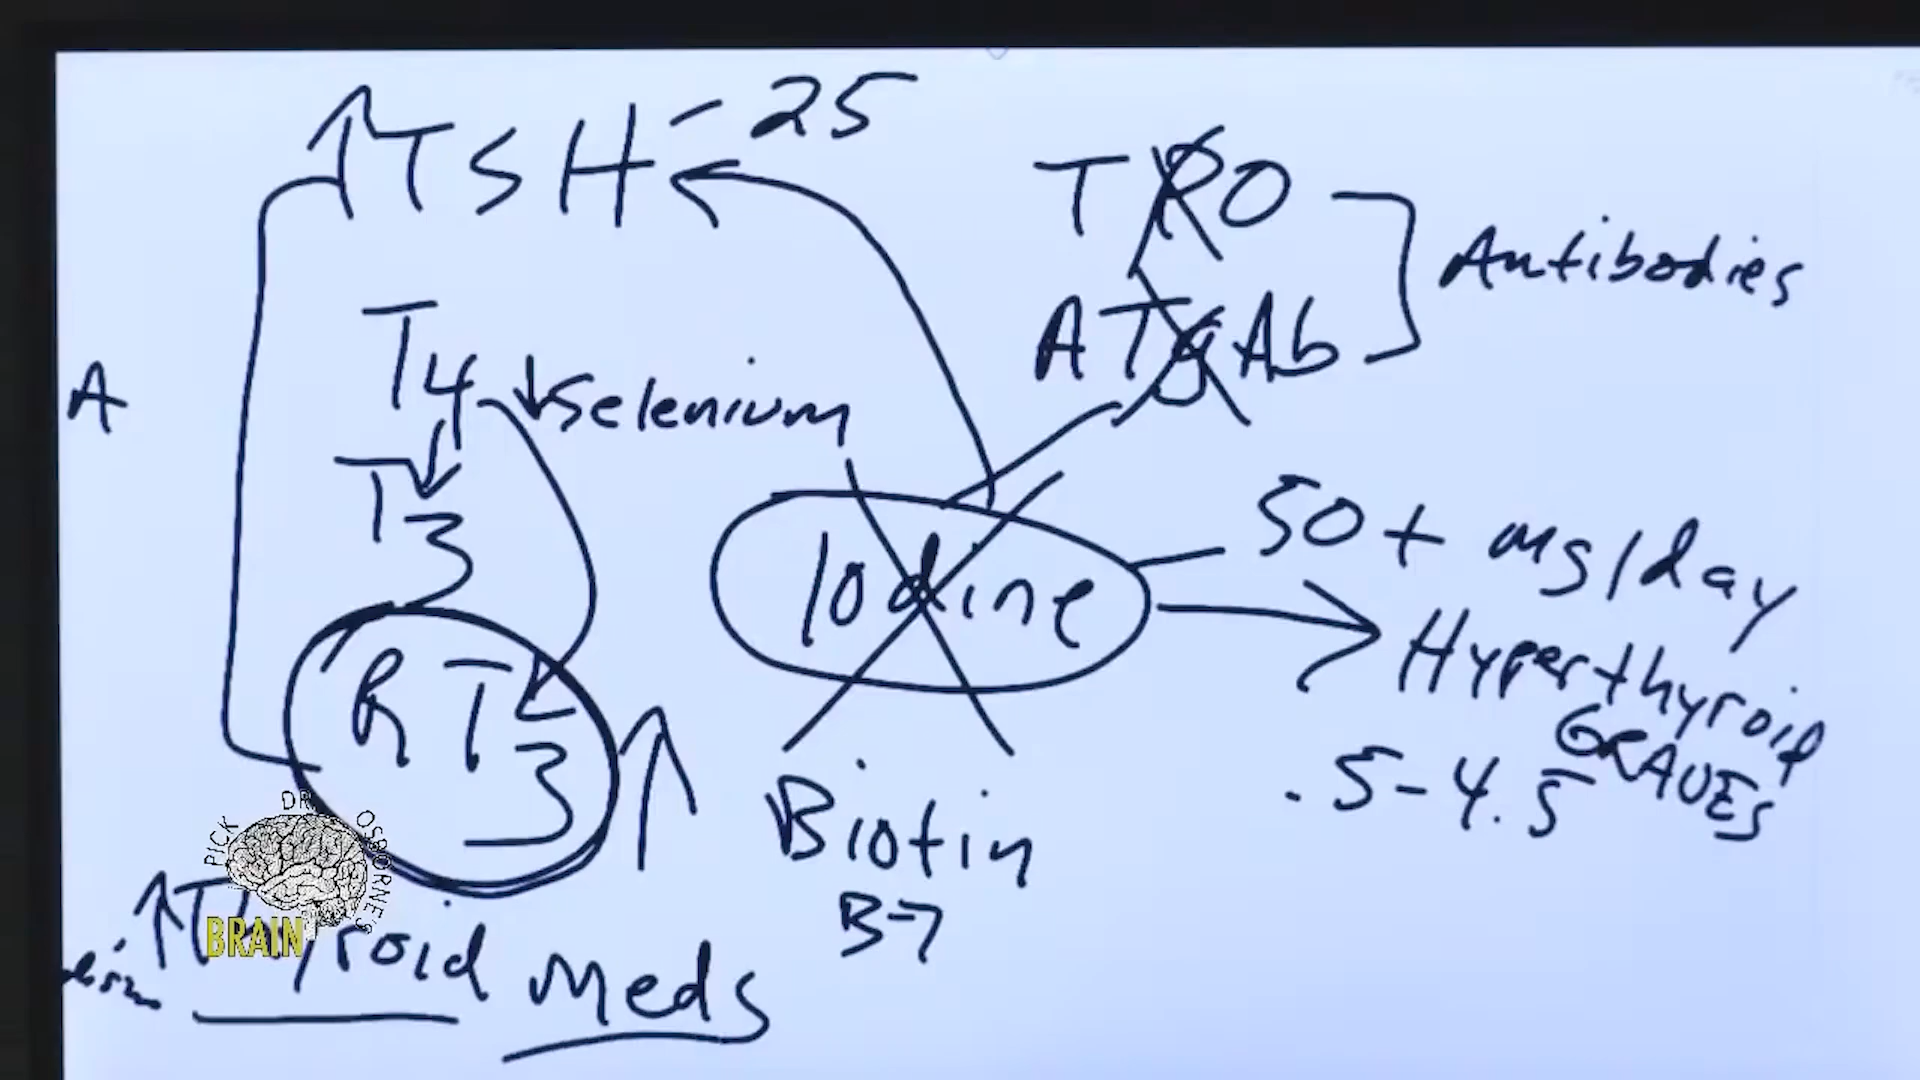 ↑TSH - 25
TPO
ATgAb
Antibodies
T4
↓Selenium
A
T3
RT3 ↑
Iodine
50+ mg/day
Hyperthyroid
GRAVES
.5-4.5
Biotin
B-7
PICK DR. OSBORNE'S
BRAIN
↑Thyroid Meds